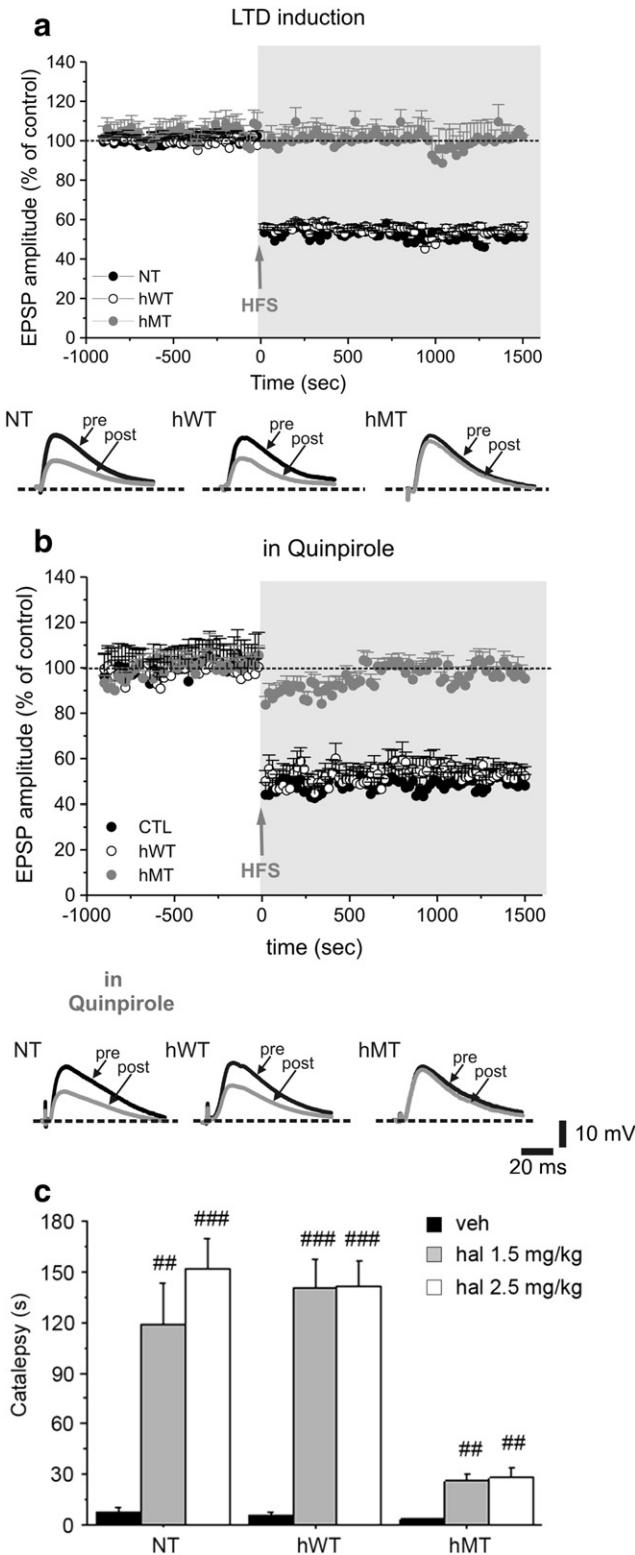 a
LTD induction
EPSP amplitude (% of control)
140
120
100
80
60
40
20
0
NT
hWT
hMT
HFS
-1000 -500 0 500 1000 1500
Time (sec)
NT pre post
hWT pre post
hMT pre post
b
in Quinpirole
EPSP amplitude (% of control)
140
120
100
80
60
40
20
0
CTL
hWT
hMT
HFS
-1000 -500 0 500 1000 1500
time (sec)
in
Quinpirole
NT pre post
hWT pre post
hMT pre post
10 mV
20 ms
c
Catalepsy (s)
180
150
120
90
60
30
0
## ### ### ### ## ##
veh
hal 1.5 mg/kg
hal 2.5 mg/kg
NT hWT hMT